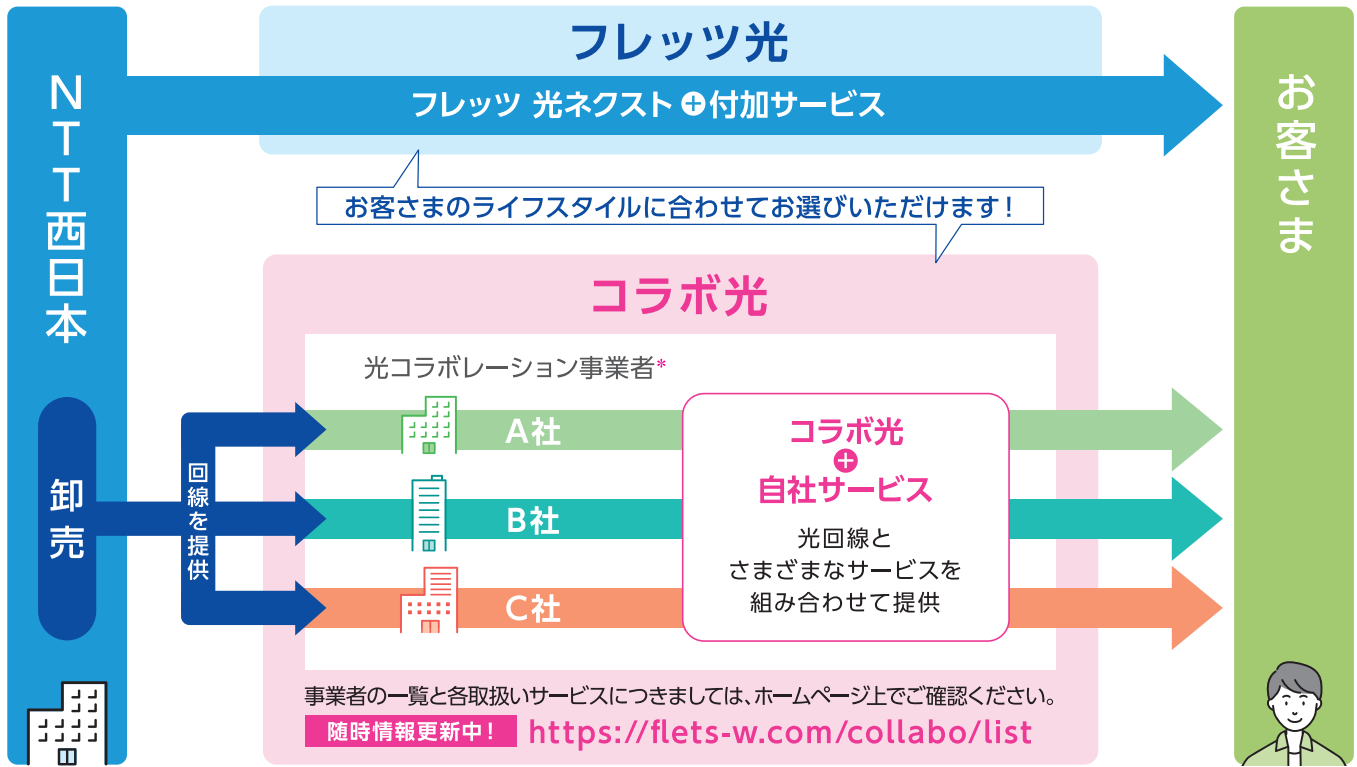 NTT西日本
フレッツ光
フレッツ 光ネクスト+付加サービス
お客さまのライフスタイルに合わせてお選びいただけます!
お客さま
コラボ光
光コラボレーション事業者*
卸売
回線を提供
A社
B社
C社
コラボ光
+
自社サービス
光回線と
さまざまなサービスを
組み合わせて提供
事業者の一覧と各取扱いサービスにつきましては、ホームページ上でご確認ください。
随時情報更新中! https://flets-w.com/collabo/list